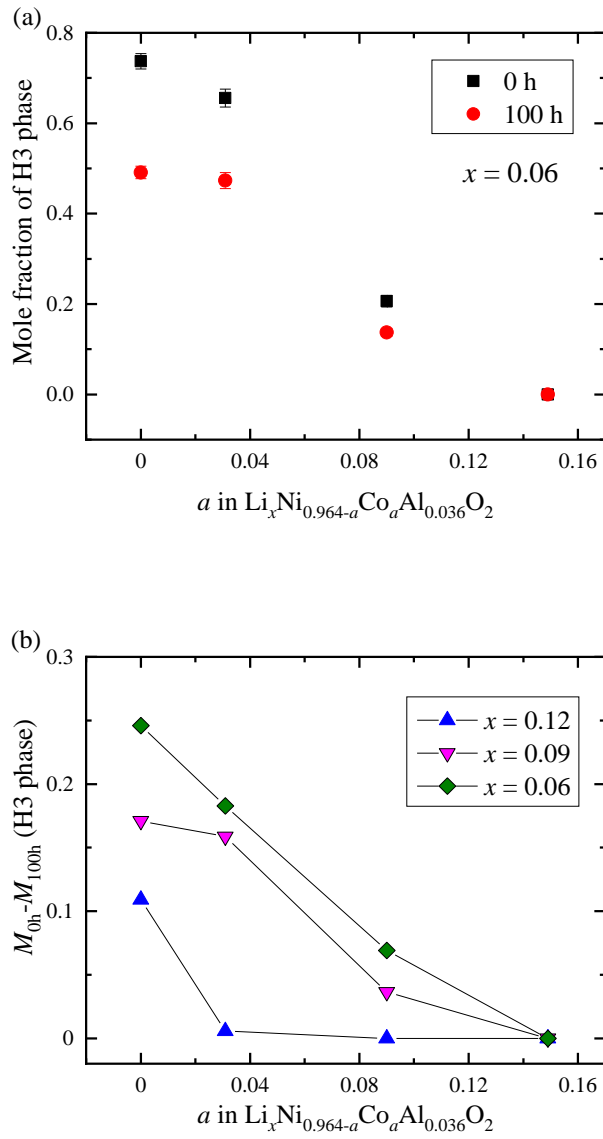 (a)
0.8
0.6
0.4
0.2
0.0
Mole fraction of H3 phase
0 h
100 h
x = 0.06
0 0.04 0.08 0.12 0.16
a in LiₓNi₀.₉₆₄₋ₐCoₐAl₀.₀₃₆O₂
(b)
0.3
0.2
0.1
0
M₀ₕ-M₁₀₀ₕ (H3 phase)
x = 0.12
x = 0.09
x = 0.06
0 0.04 0.08 0.12 0.16
a in LiₓNi₀.₉₆₄₋ₐCoₐAl₀.₀₃₆O₂